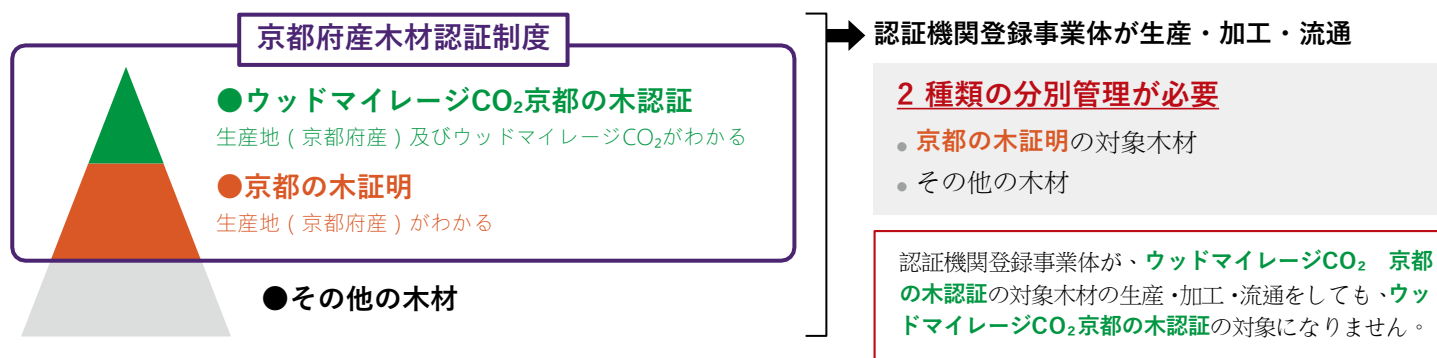 京都府産木材認証制度
●ウッドマイレージCO₂京都の木認証
生産地(京都府産)及びウッドマイレージCO₂がわかる
●京都の木証明
生産地(京都府産)がわかる
●その他の木材
認証機関登録事業体が生産・加工・流通
2 種類の分別管理が必要
● 京都の木証明の対象木材
● その他の木材
認証機関登録事業体が、ウッドマイレージCO₂ 京都
の木認証の対象木材の生産・加工・流通をしても、ウッ
ドマイレージCO₂京都の木認証の対象になりません。